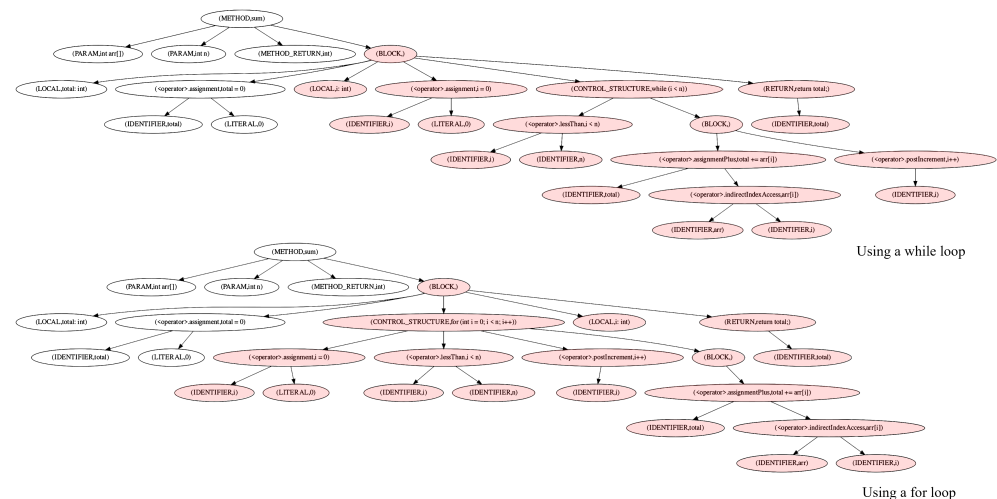 (METHOD,sum)
(PARAM,int arr[]) (PARAM,int n) (METHOD_RETURN,int) (BLOCK,)
(LOCAL,total: int) (<operator>.assignment,total = 0) (LOCAL,i: int) (<operator>.assignment,i = 0) (CONTROL_STRUCTURE,while (i < n)) (RETURN,return total;)
(IDENTIFIER,total) (LITERAL,0) (IDENTIFIER,i) (LITERAL,0) (<operator>.lessThan,i < n) (BLOCK,) (IDENTIFIER,total)
(IDENTIFIER,i) (IDENTIFIER,n) (<operator>.assignmentPlus,total += arr[i]) (<operator>.postIncrement,i++)
(IDENTIFIER,total) (<operator>.indirectIndexAccess,arr[i]) (IDENTIFIER,i)
(IDENTIFIER,arr) (IDENTIFIER,i)
Using a while loop
(METHOD,sum)
(PARAM,int arr[]) (PARAM,int n) (METHOD_RETURN,int) (BLOCK,)
(LOCAL,total: int) (<operator>.assignment,total = 0) (CONTROL_STRUCTURE,for (int i = 0; i < n; i++)) (LOCAL,i: int) (RETURN,return total;)
(IDENTIFIER,total) (LITERAL,0) (<operator>.assignment,i = 0) (<operator>.lessThan,i < n) (<operator>.postIncrement,i++) (BLOCK,) (IDENTIFIER,total)
(IDENTIFIER,i) (LITERAL,0) (IDENTIFIER,i) (IDENTIFIER,n) (IDENTIFIER,i) (<operator>.assignmentPlus,total += arr[i])
(IDENTIFIER,total) (<operator>.indirectIndexAccess,arr[i])
(IDENTIFIER,arr) (IDENTIFIER,i)
Using a for loop